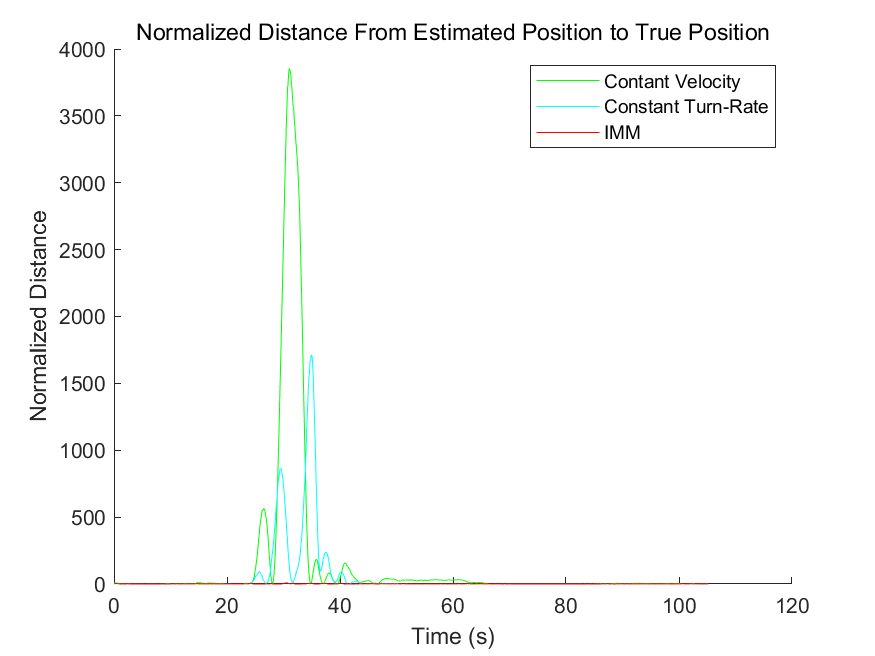 Normalized Distance From Estimated Position to True Position
4000
3500
3000
2500
2000
1500
1000
500
0
Normalized Distance
Contant Velocity
Constant Turn-Rate
IMM
0 20 40 60 80 100 120
Time (s)